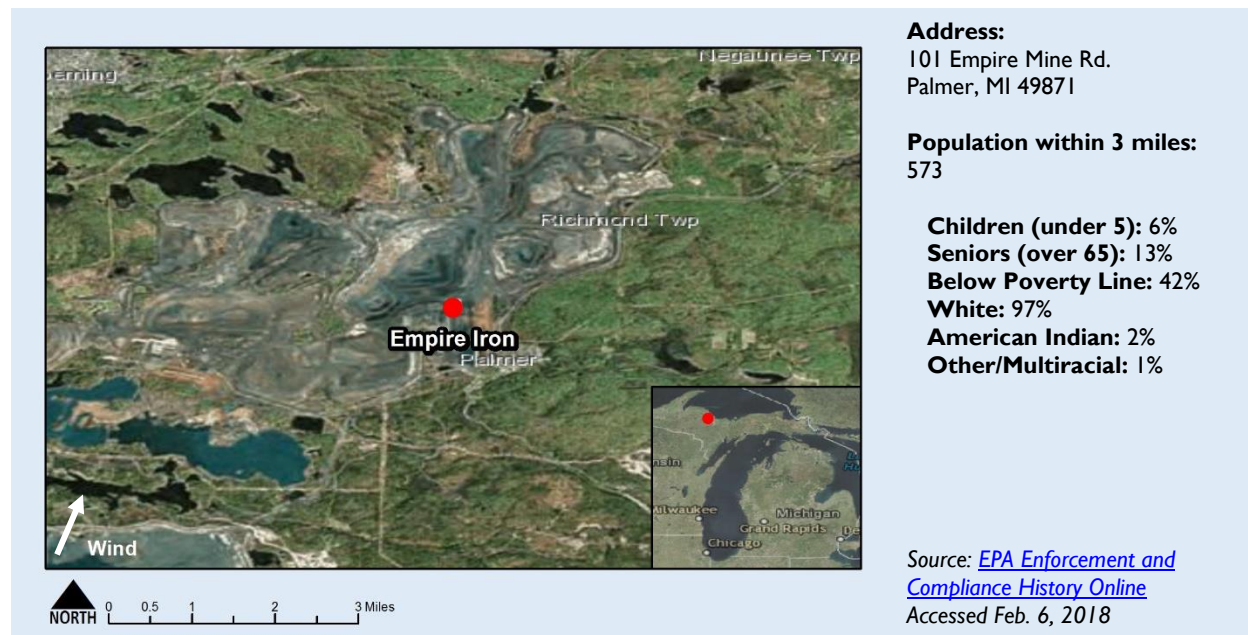 Address:
101 Empire Mine Rd.
Palmer, MI 49871
Population within 3 miles:
573
Children (under 5): 6%
Seniors (over 65): 13%
Below Poverty Line: 42%
White: 97%
American Indian: 2%
Other/Multiracial: 1%
Source: EPA Enforcement and
Compliance History Online
Accessed Feb. 6, 2018
Negaunee Twp
Richmond Twp
Empire Iron
Palmer
Wind
Milwaukee
Michigan
Grand Rapids
Chicago
NORTH
0 0.5 1 2 3 Miles